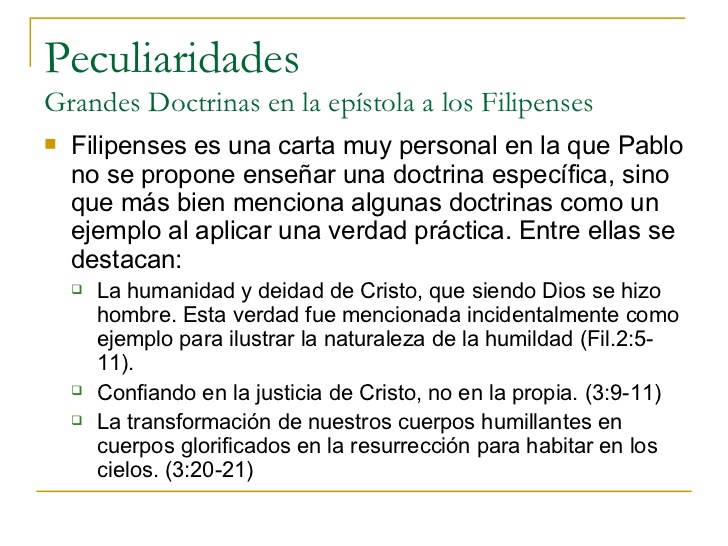 Peculiaridades
Grandes Doctrinas en la epístola a los Filipenses
Filipenses es una carta muy personal en la que Pablo
no se propone enseñar una doctrina específica, sino
que más bien menciona algunas doctrinas como un
ejemplo al aplicar una verdad práctica. Entre ellas se
destacan:
La humanidad y deidad de Cristo, que siendo Dios se hizo
hombre. Esta verdad fue mencionada incidentalmente como
ejemplo para ilustrar la naturaleza de la humildad (Fil.2:5-
11).
Confiando en la justicia de Cristo, no en la propia. (3:9-11)
La transformación de nuestros cuerpos humillantes en
cuerpos glorificados en la resurrección para habitar en los
cielos. (3:20-21)